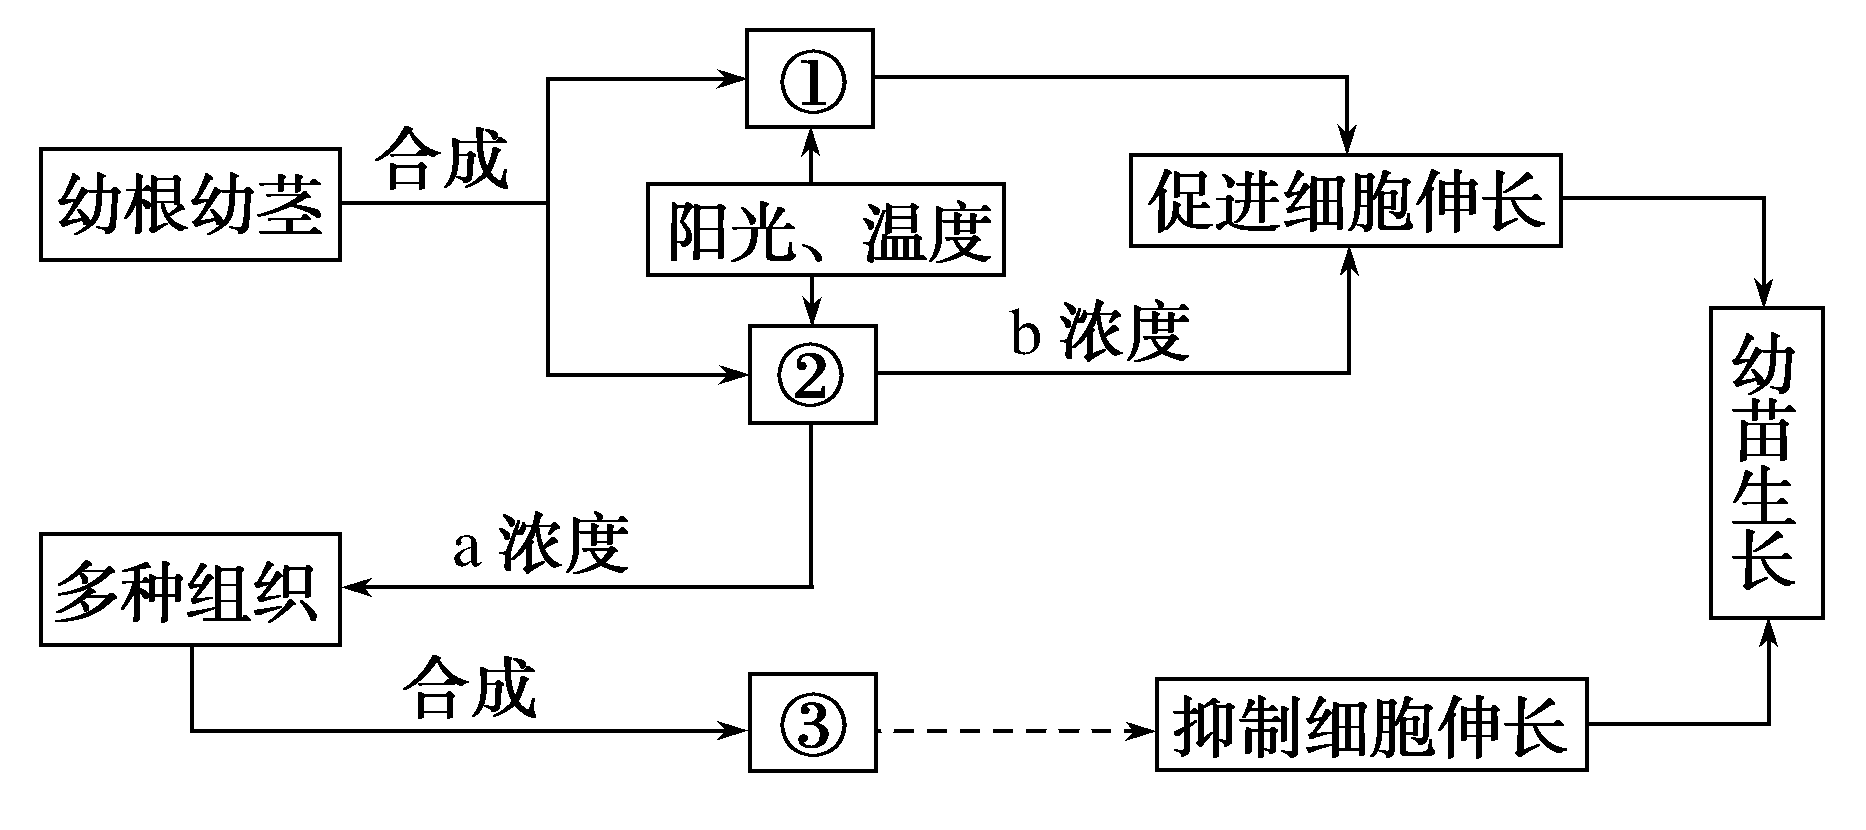 ①
合成
幼根幼茎
阳光、温度
促进细胞伸长
b 浓度
②
幼苗生长
a 浓度
多种组织
合成
③
抑制细胞伸长